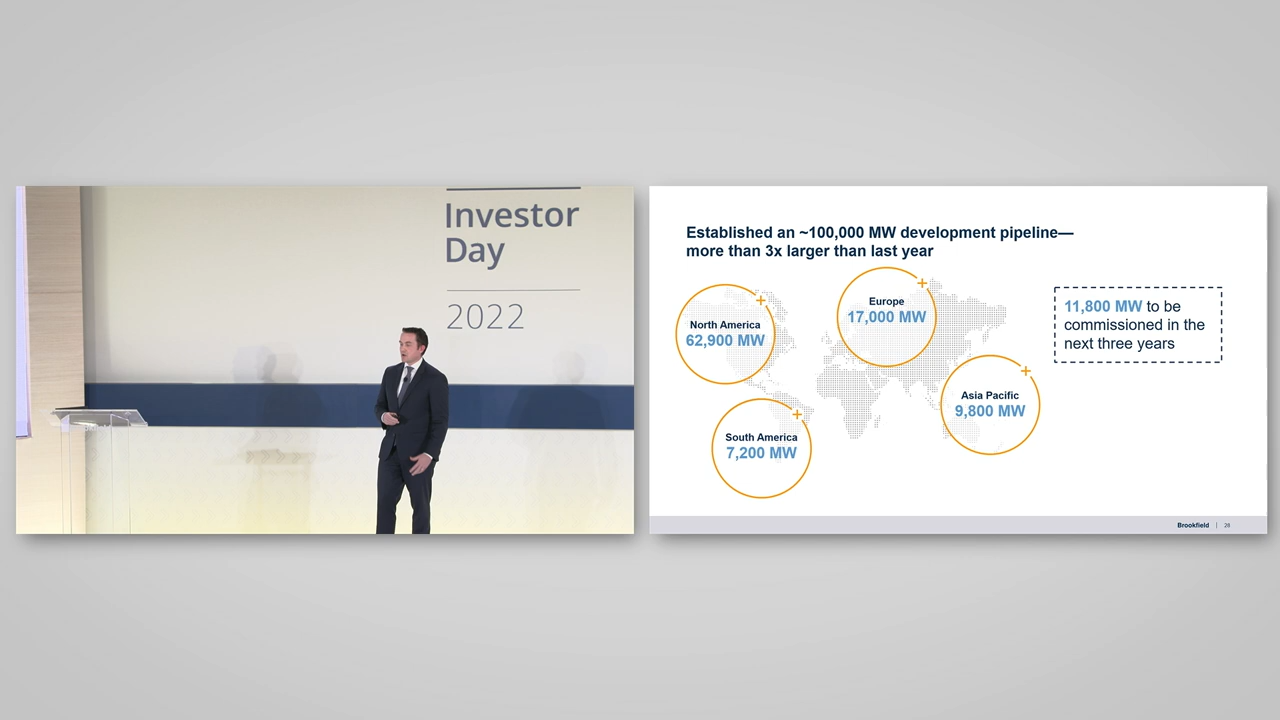 Investor
Day
2022
Established an ~100,000 MW development pipeline—
more than 3x larger than last year
North America
62,900 MW
Europe
17,000 MW
Asia Pacific
9,800 MW
South America
7,200 MW
11,800 MW to be
commissioned in the
next three years
Brookfield | 28